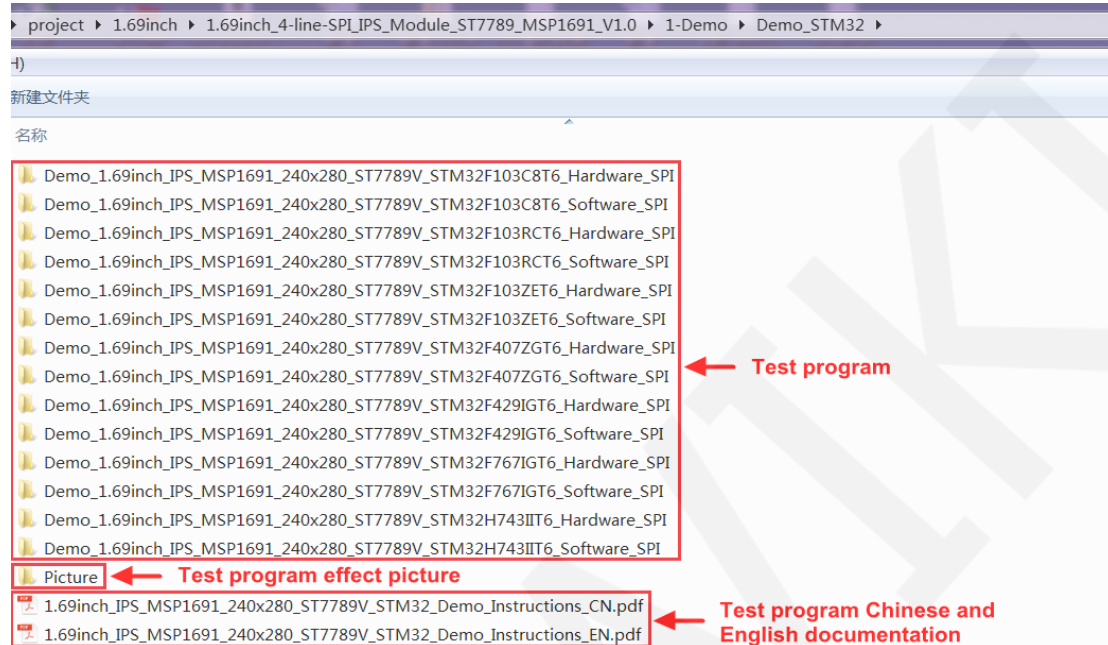 project ▸ 1.69inch ▸ 1.69inch_4-line-SPI_IPS_Module_ST7789_MSP1691_V1.0 ▸ 1-Demo ▸ Demo_STM32 ▸
H)
新建文件夹
名称
Demo_1.69inch_IPS_MSP1691_240x280_ST7789V_STM32F103C8T6_Hardware_SPI
Demo_1.69inch_IPS_MSP1691_240x280_ST7789V_STM32F103C8T6_Software_SPI
Demo_1.69inch_IPS_MSP1691_240x280_ST7789V_STM32F103RCT6_Hardware_SPI
Demo_1.69inch_IPS_MSP1691_240x280_ST7789V_STM32F103RCT6_Software_SPI
Demo_1.69inch_IPS_MSP1691_240x280_ST7789V_STM32F103ZET6_Hardware_SPI
Demo_1.69inch_IPS_MSP1691_240x280_ST7789V_STM32F103ZET6_Software_SPI
Demo_1.69inch_IPS_MSP1691_240x280_ST7789V_STM32F407ZGT6_Hardware_SPI
Demo_1.69inch_IPS_MSP1691_240x280_ST7789V_STM32F407ZGT6_Software_SPI
Demo_1.69inch_IPS_MSP1691_240x280_ST7789V_STM32F429IGT6_Hardware_SPI
Demo_1.69inch_IPS_MSP1691_240x280_ST7789V_STM32F429IGT6_Software_SPI
Demo_1.69inch_IPS_MSP1691_240x280_ST7789V_STM32F767IGT6_Hardware_SPI
Demo_1.69inch_IPS_MSP1691_240x280_ST7789V_STM32F767IGT6_Software_SPI
Demo_1.69inch_IPS_MSP1691_240x280_ST7789V_STM32H743IIT6_Hardware_SPI
Demo_1.69inch_IPS_MSP1691_240x280_ST7789V_STM32H743IIT6_Software_SPI
Test program
Picture
Test program effect picture
1.69inch_IPS_MSP1691_240x280_ST7789V_STM32_Demo_Instructions_CN.pdf
1.69inch_IPS_MSP1691_240x280_ST7789V_STM32_Demo_Instructions_EN.pdf
Test program Chinese and
English documentation